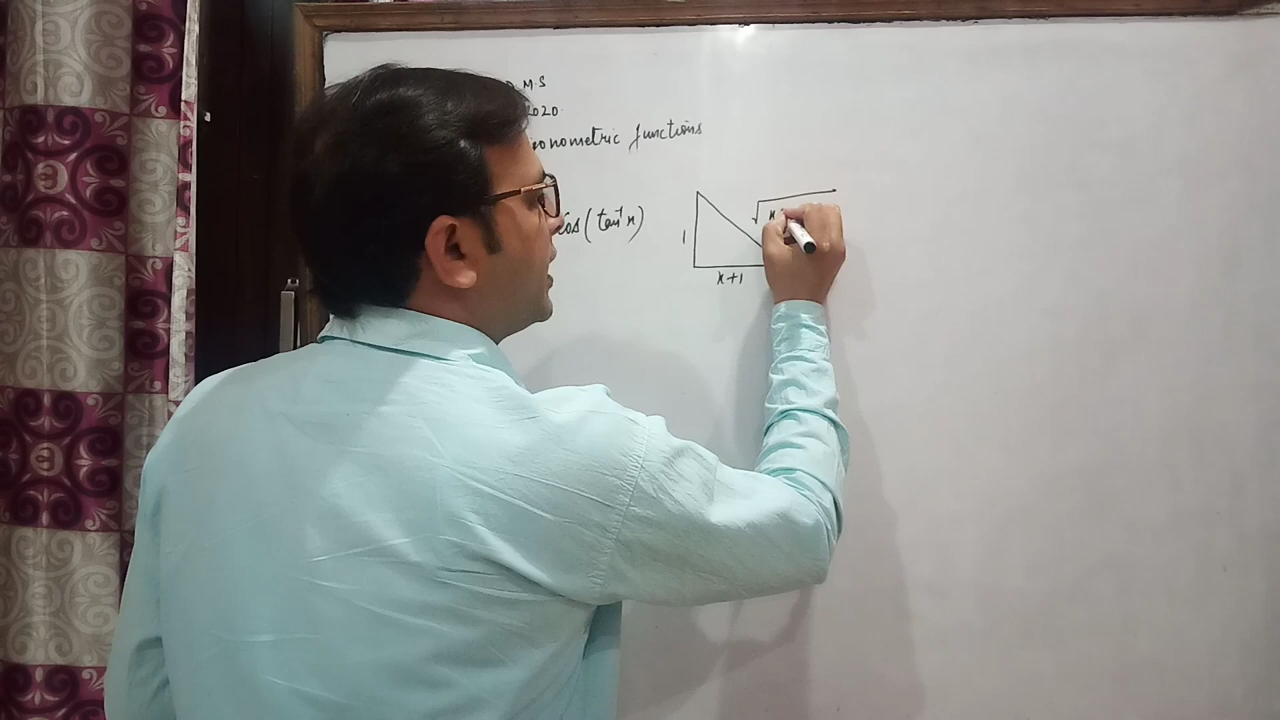 M.S
2020
onometric functions
cos(tan⁻¹x)
1
x+1
√x